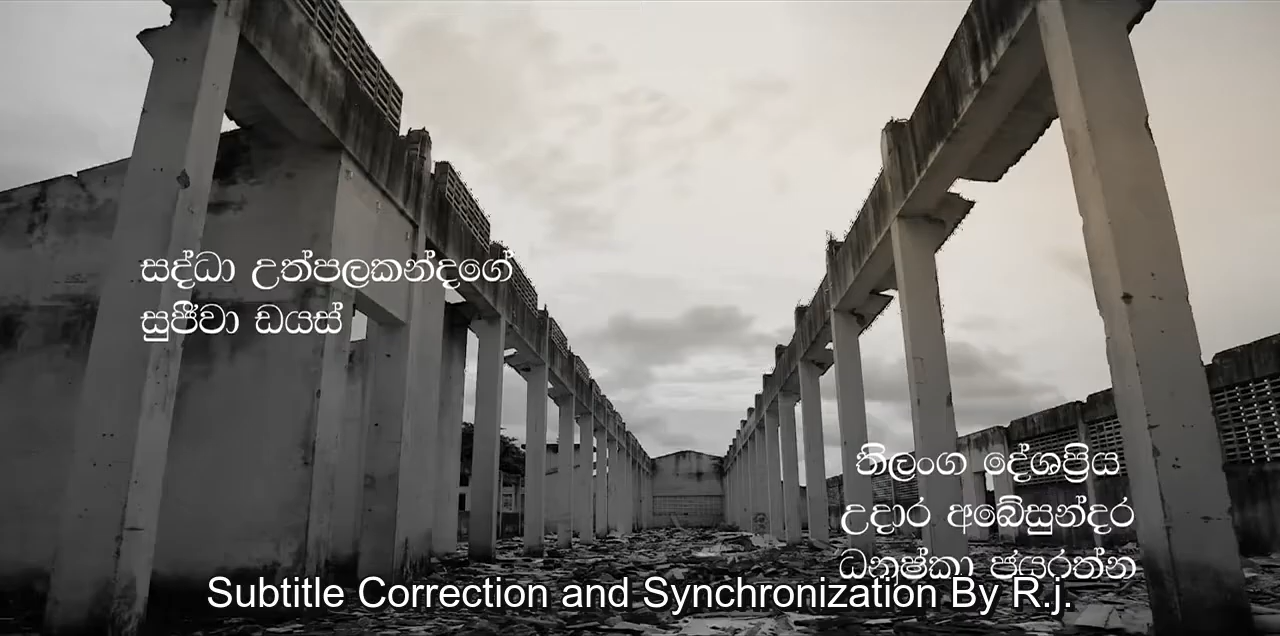 සද්ධා උත්පලකන්දගේ
සුජීවා ඩයස්
තිලංග දේශප්‍රිය
උදාර අබේසුන්දර
ධනුෂ්කා ජයරත්න
Subtitle Correction and Synchronization By R.j.